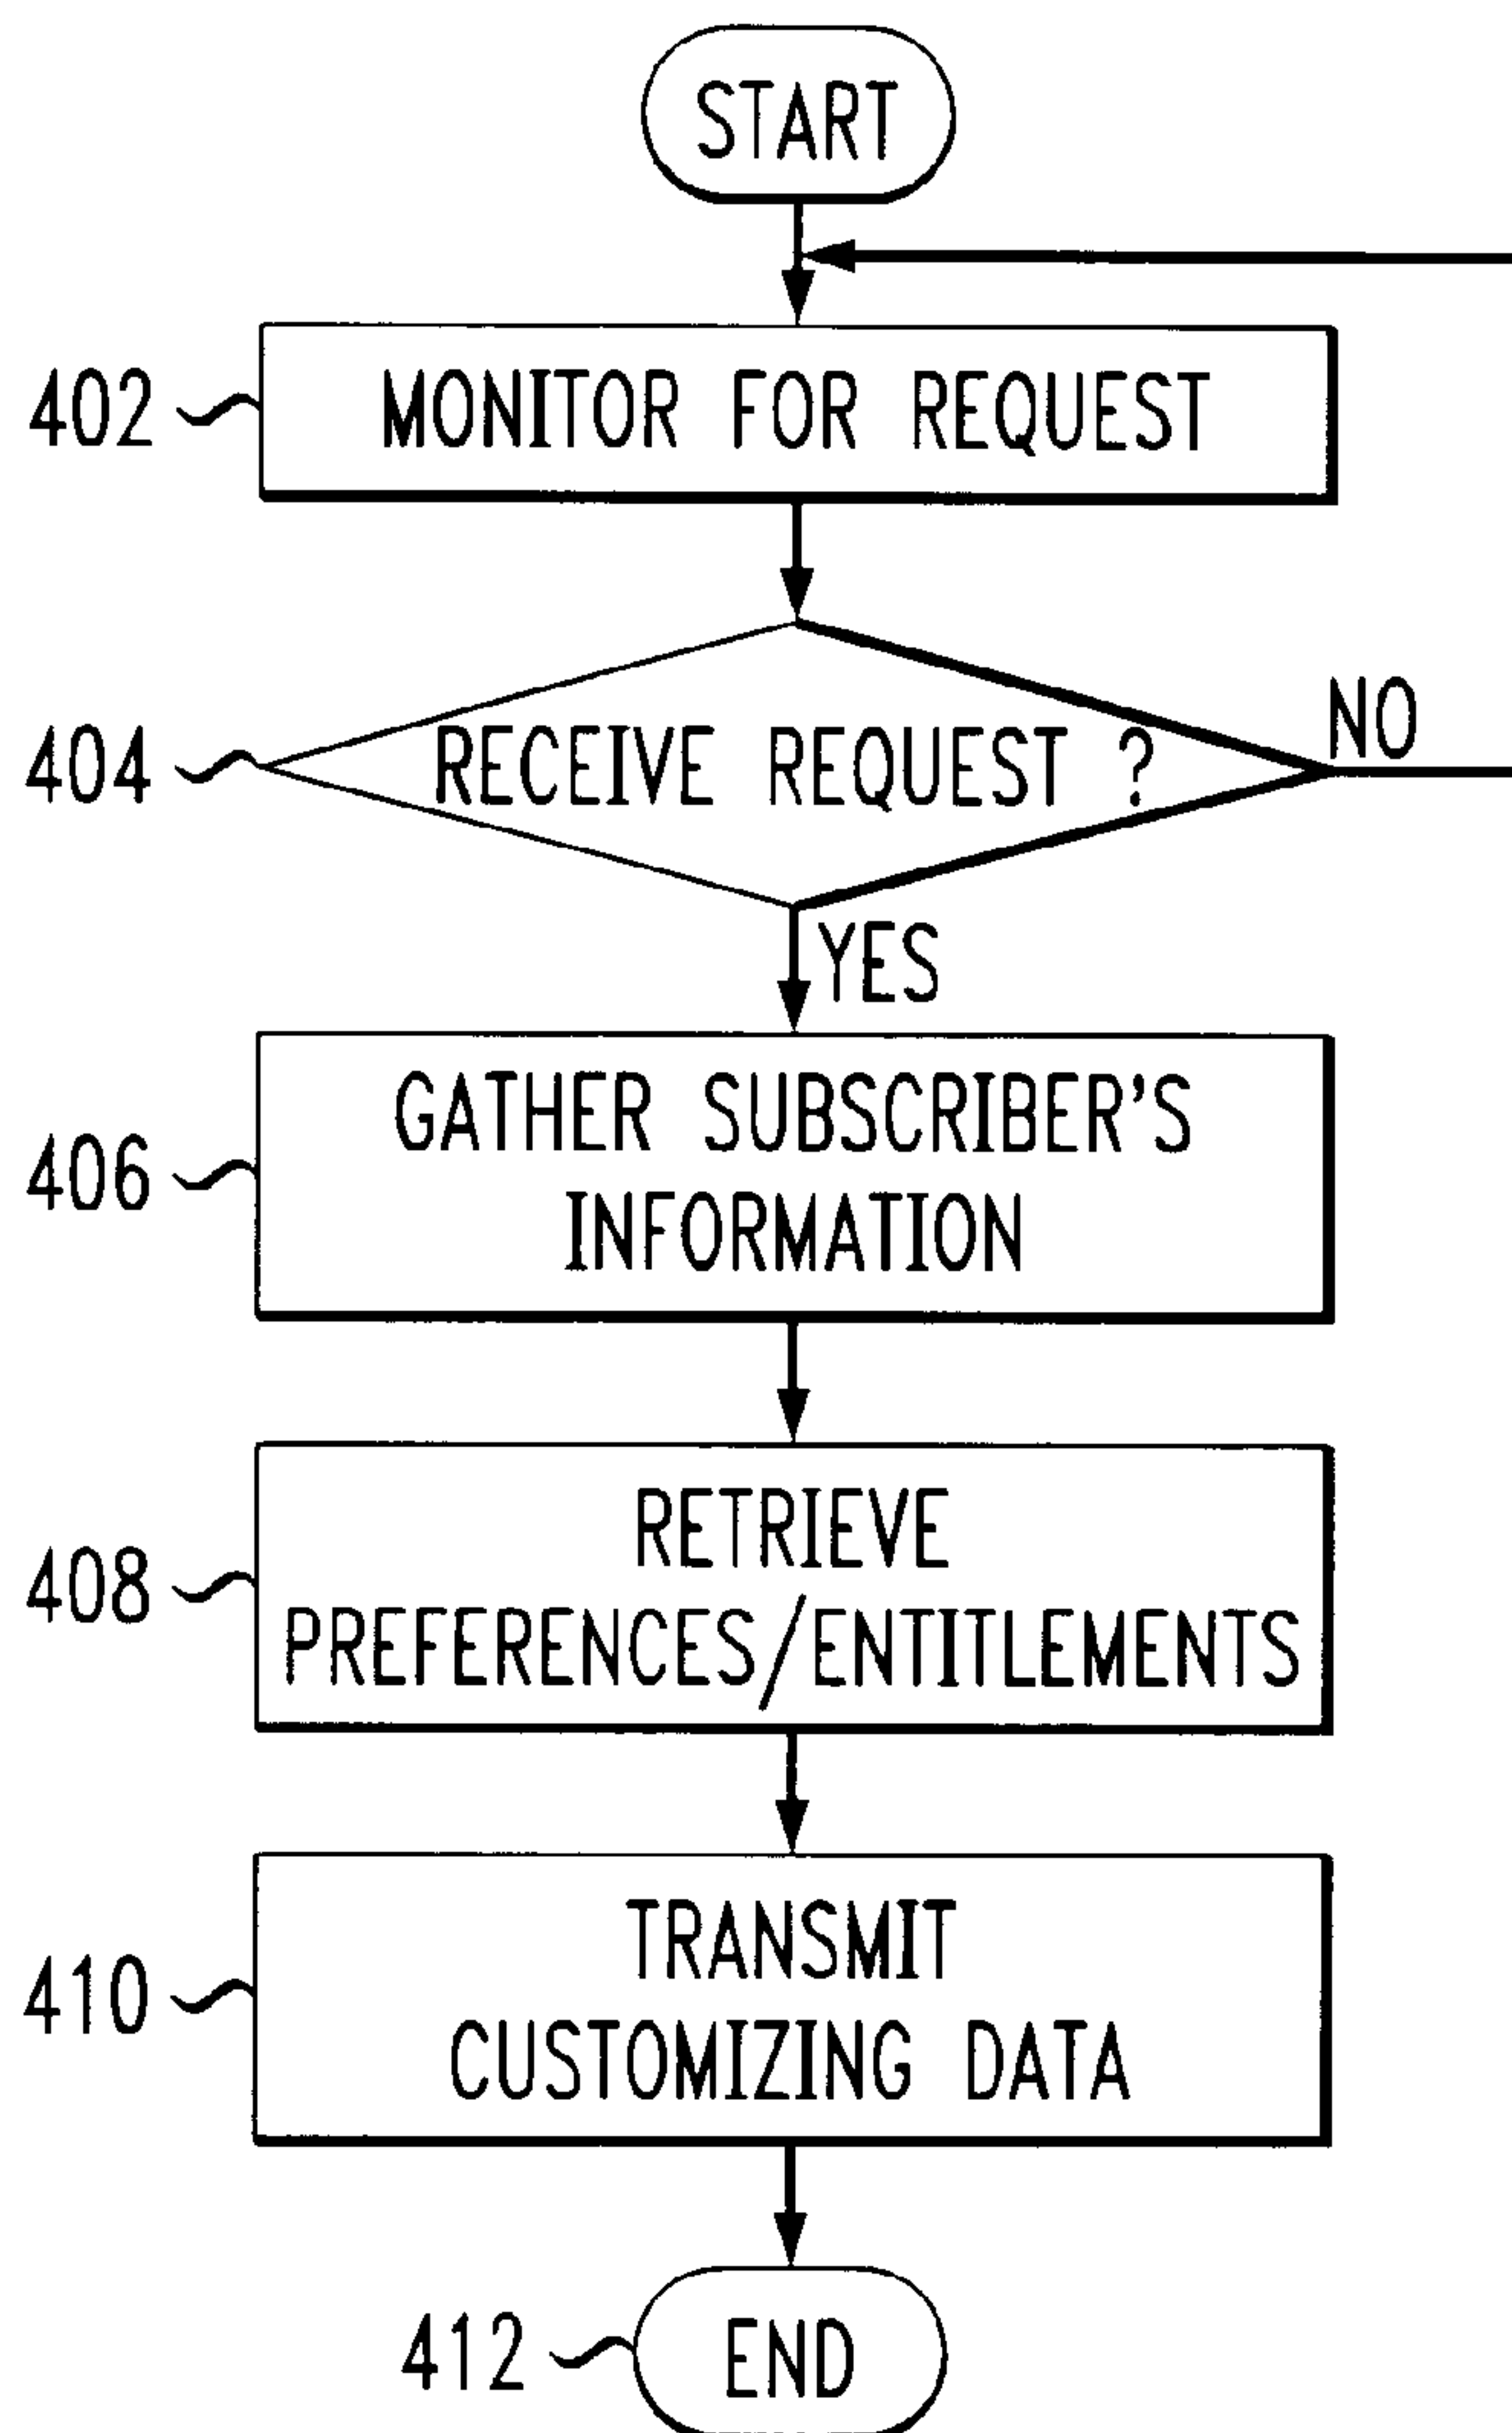 START
402
MONITOR FOR REQUEST
404
RECEIVE REQUEST ?
NO
YES
406
GATHER SUBSCRIBER'S
INFORMATION
408
RETRIEVE
PREFERENCES/ENTITLEMENTS
410
TRANSMIT
CUSTOMIZING DATA
412
END